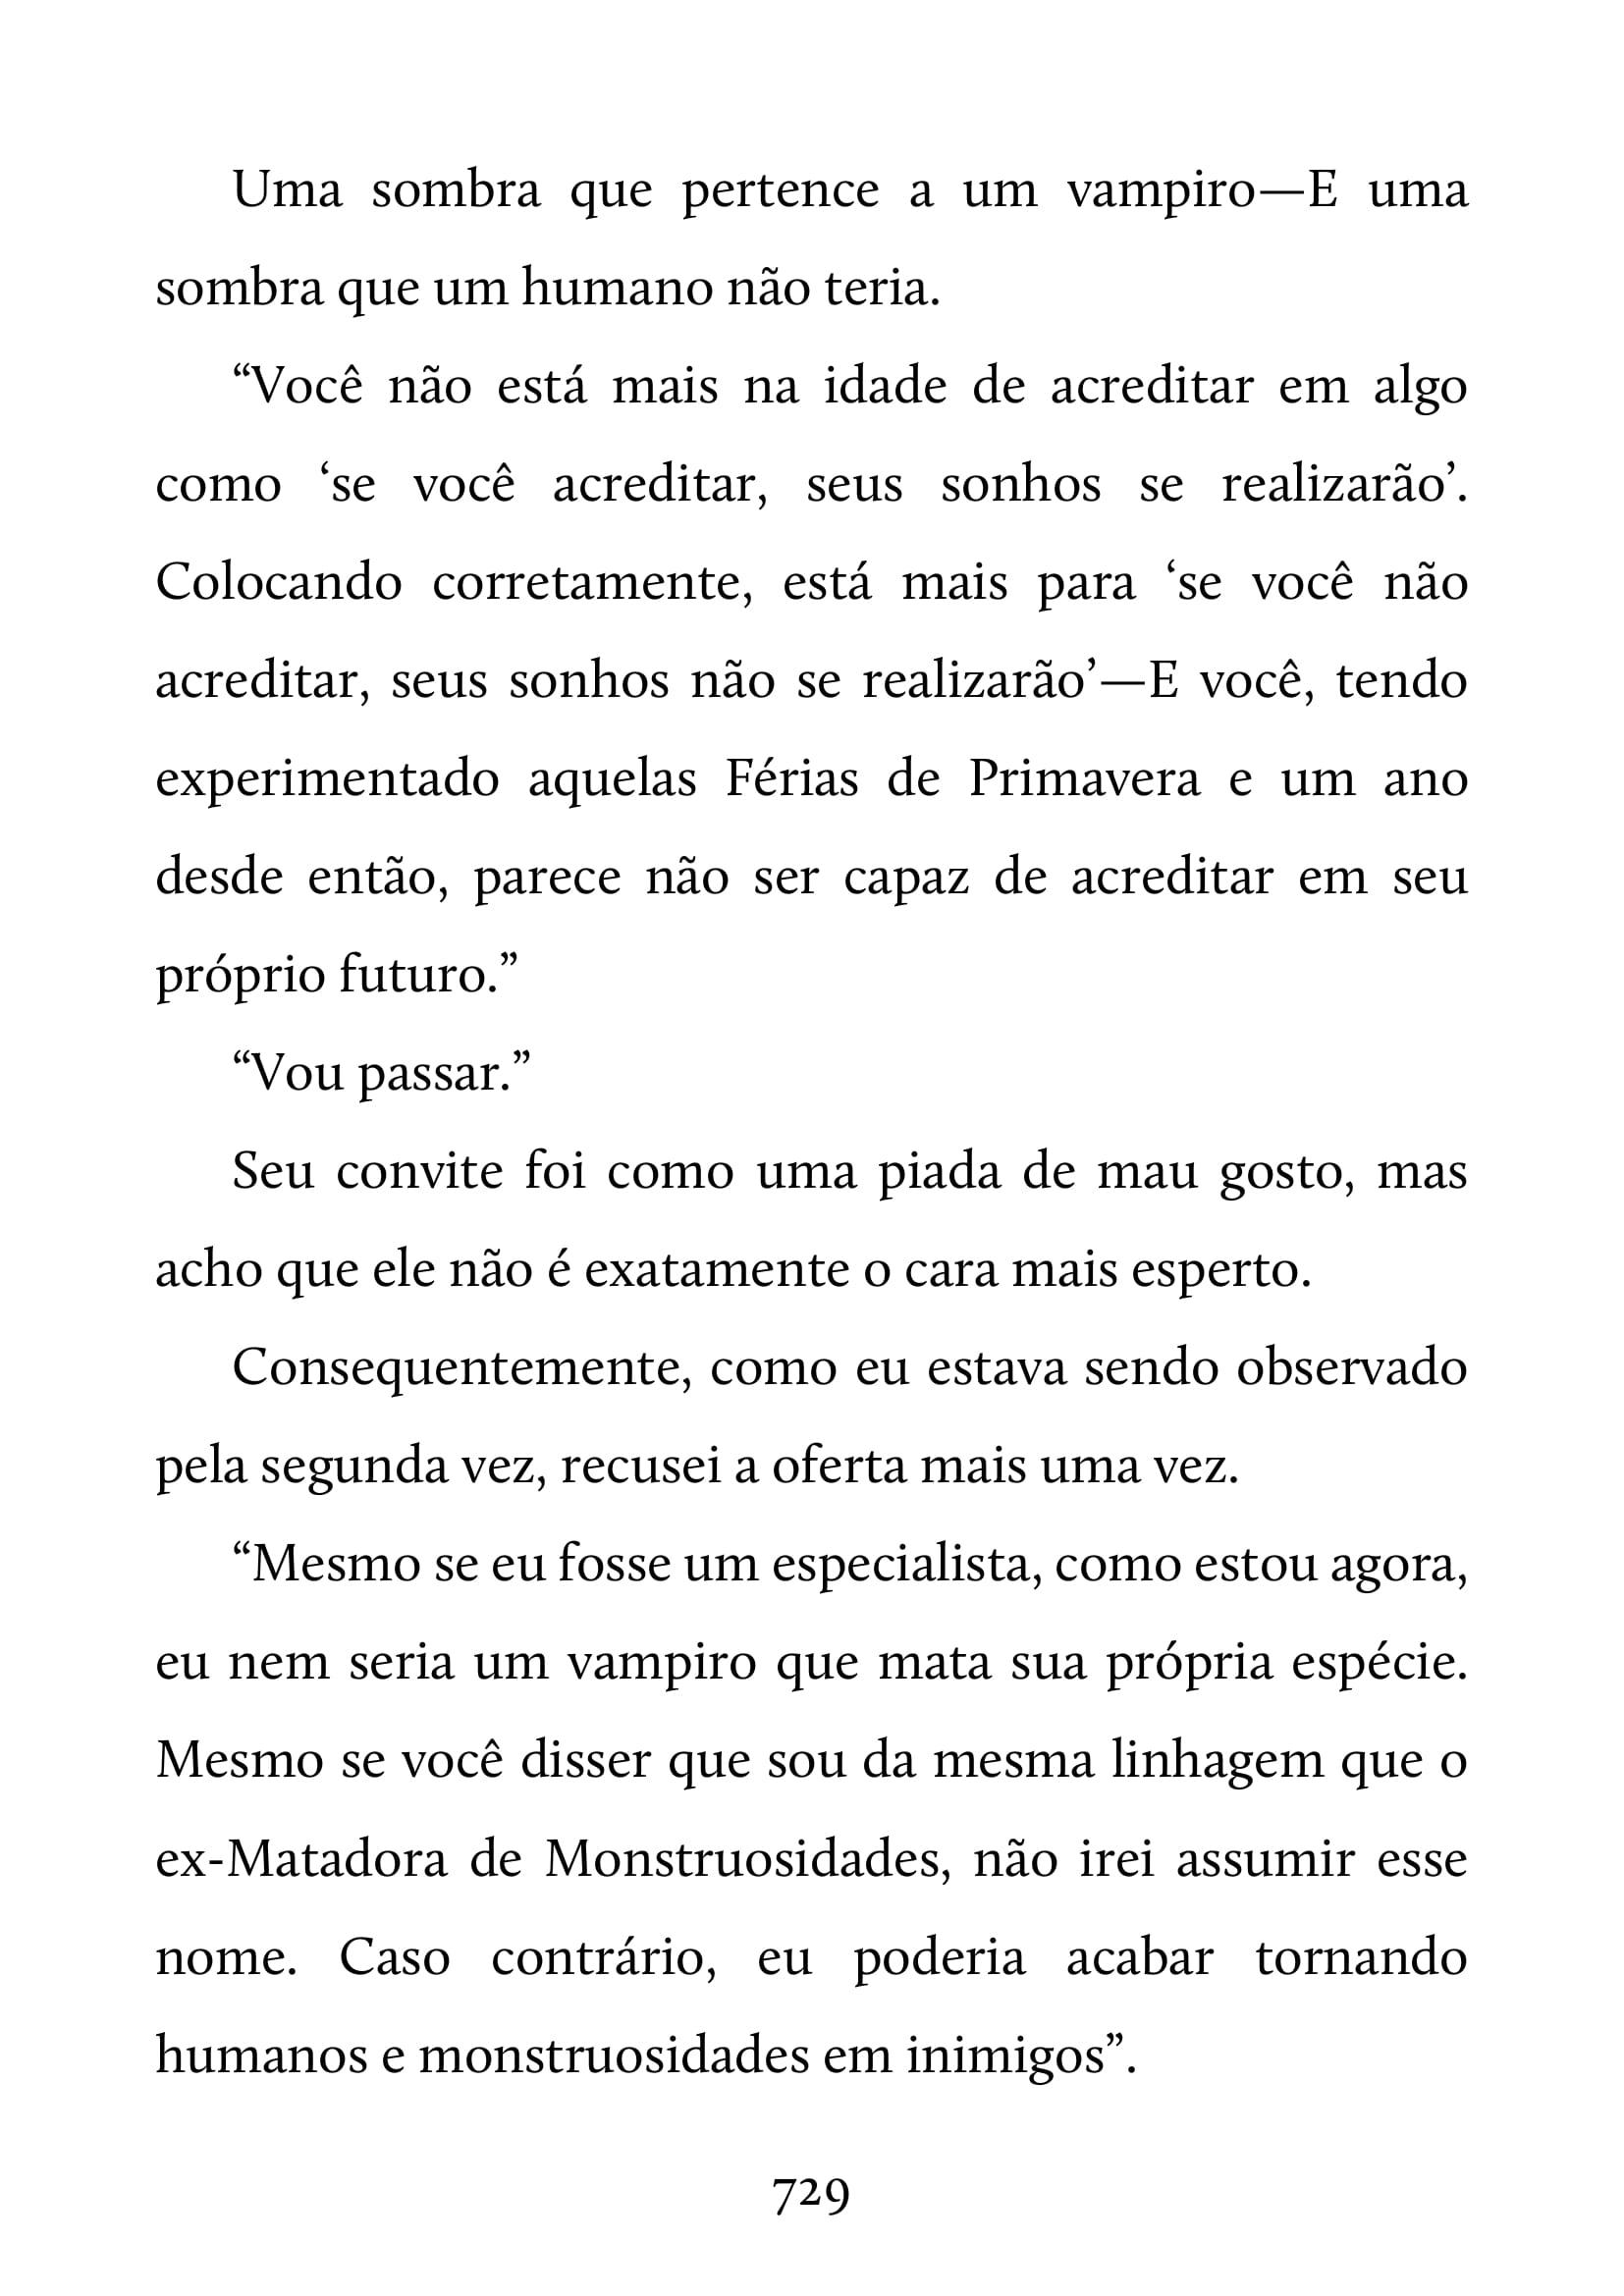 Uma sombra que pertence a um vampiro—E uma
sombra que um humano não teria.
“Você não está mais na idade de acreditar em algo
como ‘se você acreditar, seus sonhos se realizarão’.
Colocando corretamente, está mais para ‘se você não
acreditar, seus sonhos não se realizarão’—E você, tendo
experimentado aquelas Férias de Primavera e um ano
desde então, parece não ser capaz de acreditar em seu
próprio futuro.”
“Vou passar.”
Seu convite foi como uma piada de mau gosto, mas
acho que ele não é exatamente o cara mais esperto.
Consequentemente, como eu estava sendo observado
pela segunda vez, recusei a oferta mais uma vez.
“Mesmo se eu fosse um especialista, como estou agora,
eu nem seria um vampiro que mata sua própria espécie.
Mesmo se você disser que sou da mesma linhagem que o
ex-Matadora de Monstruosidades, não irei assumir esse
nome. Caso contrário, eu poderia acabar tornando
humanos e monstruosidades em inimigos”.
729